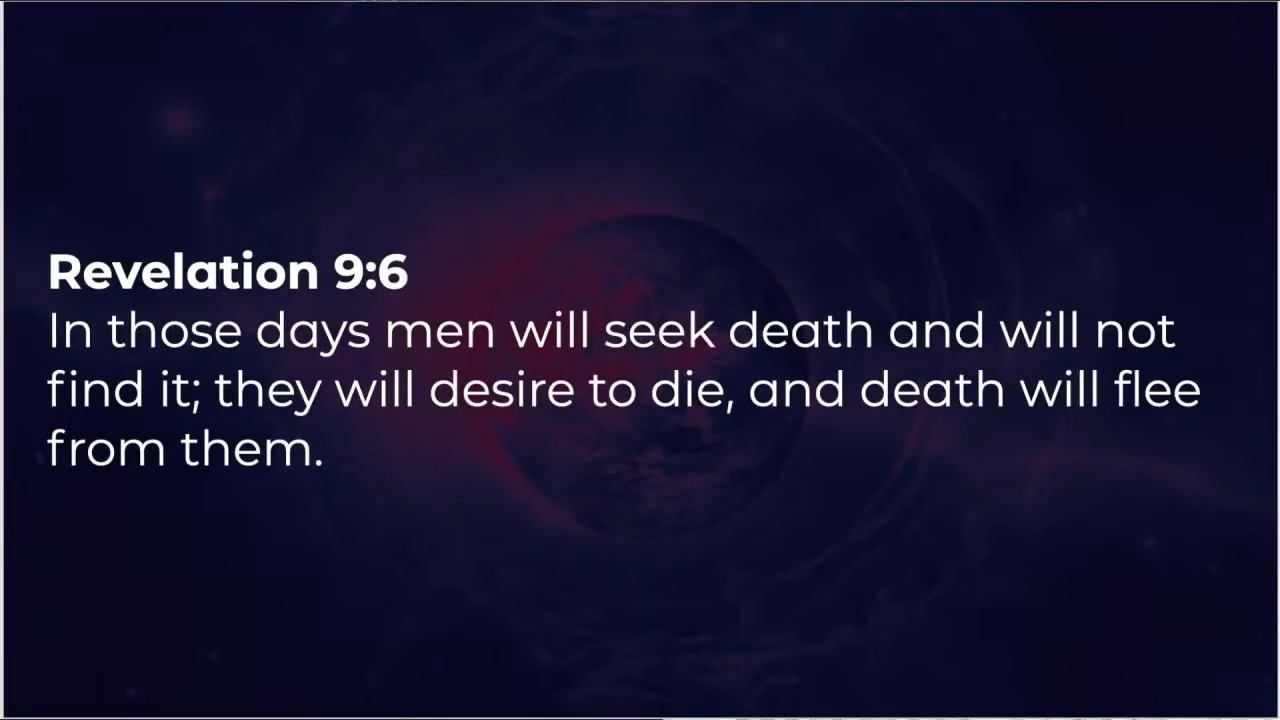 Revelation 9:6
In those days men will seek death and will not
find it; they will desire to die, and death will flee
from them.